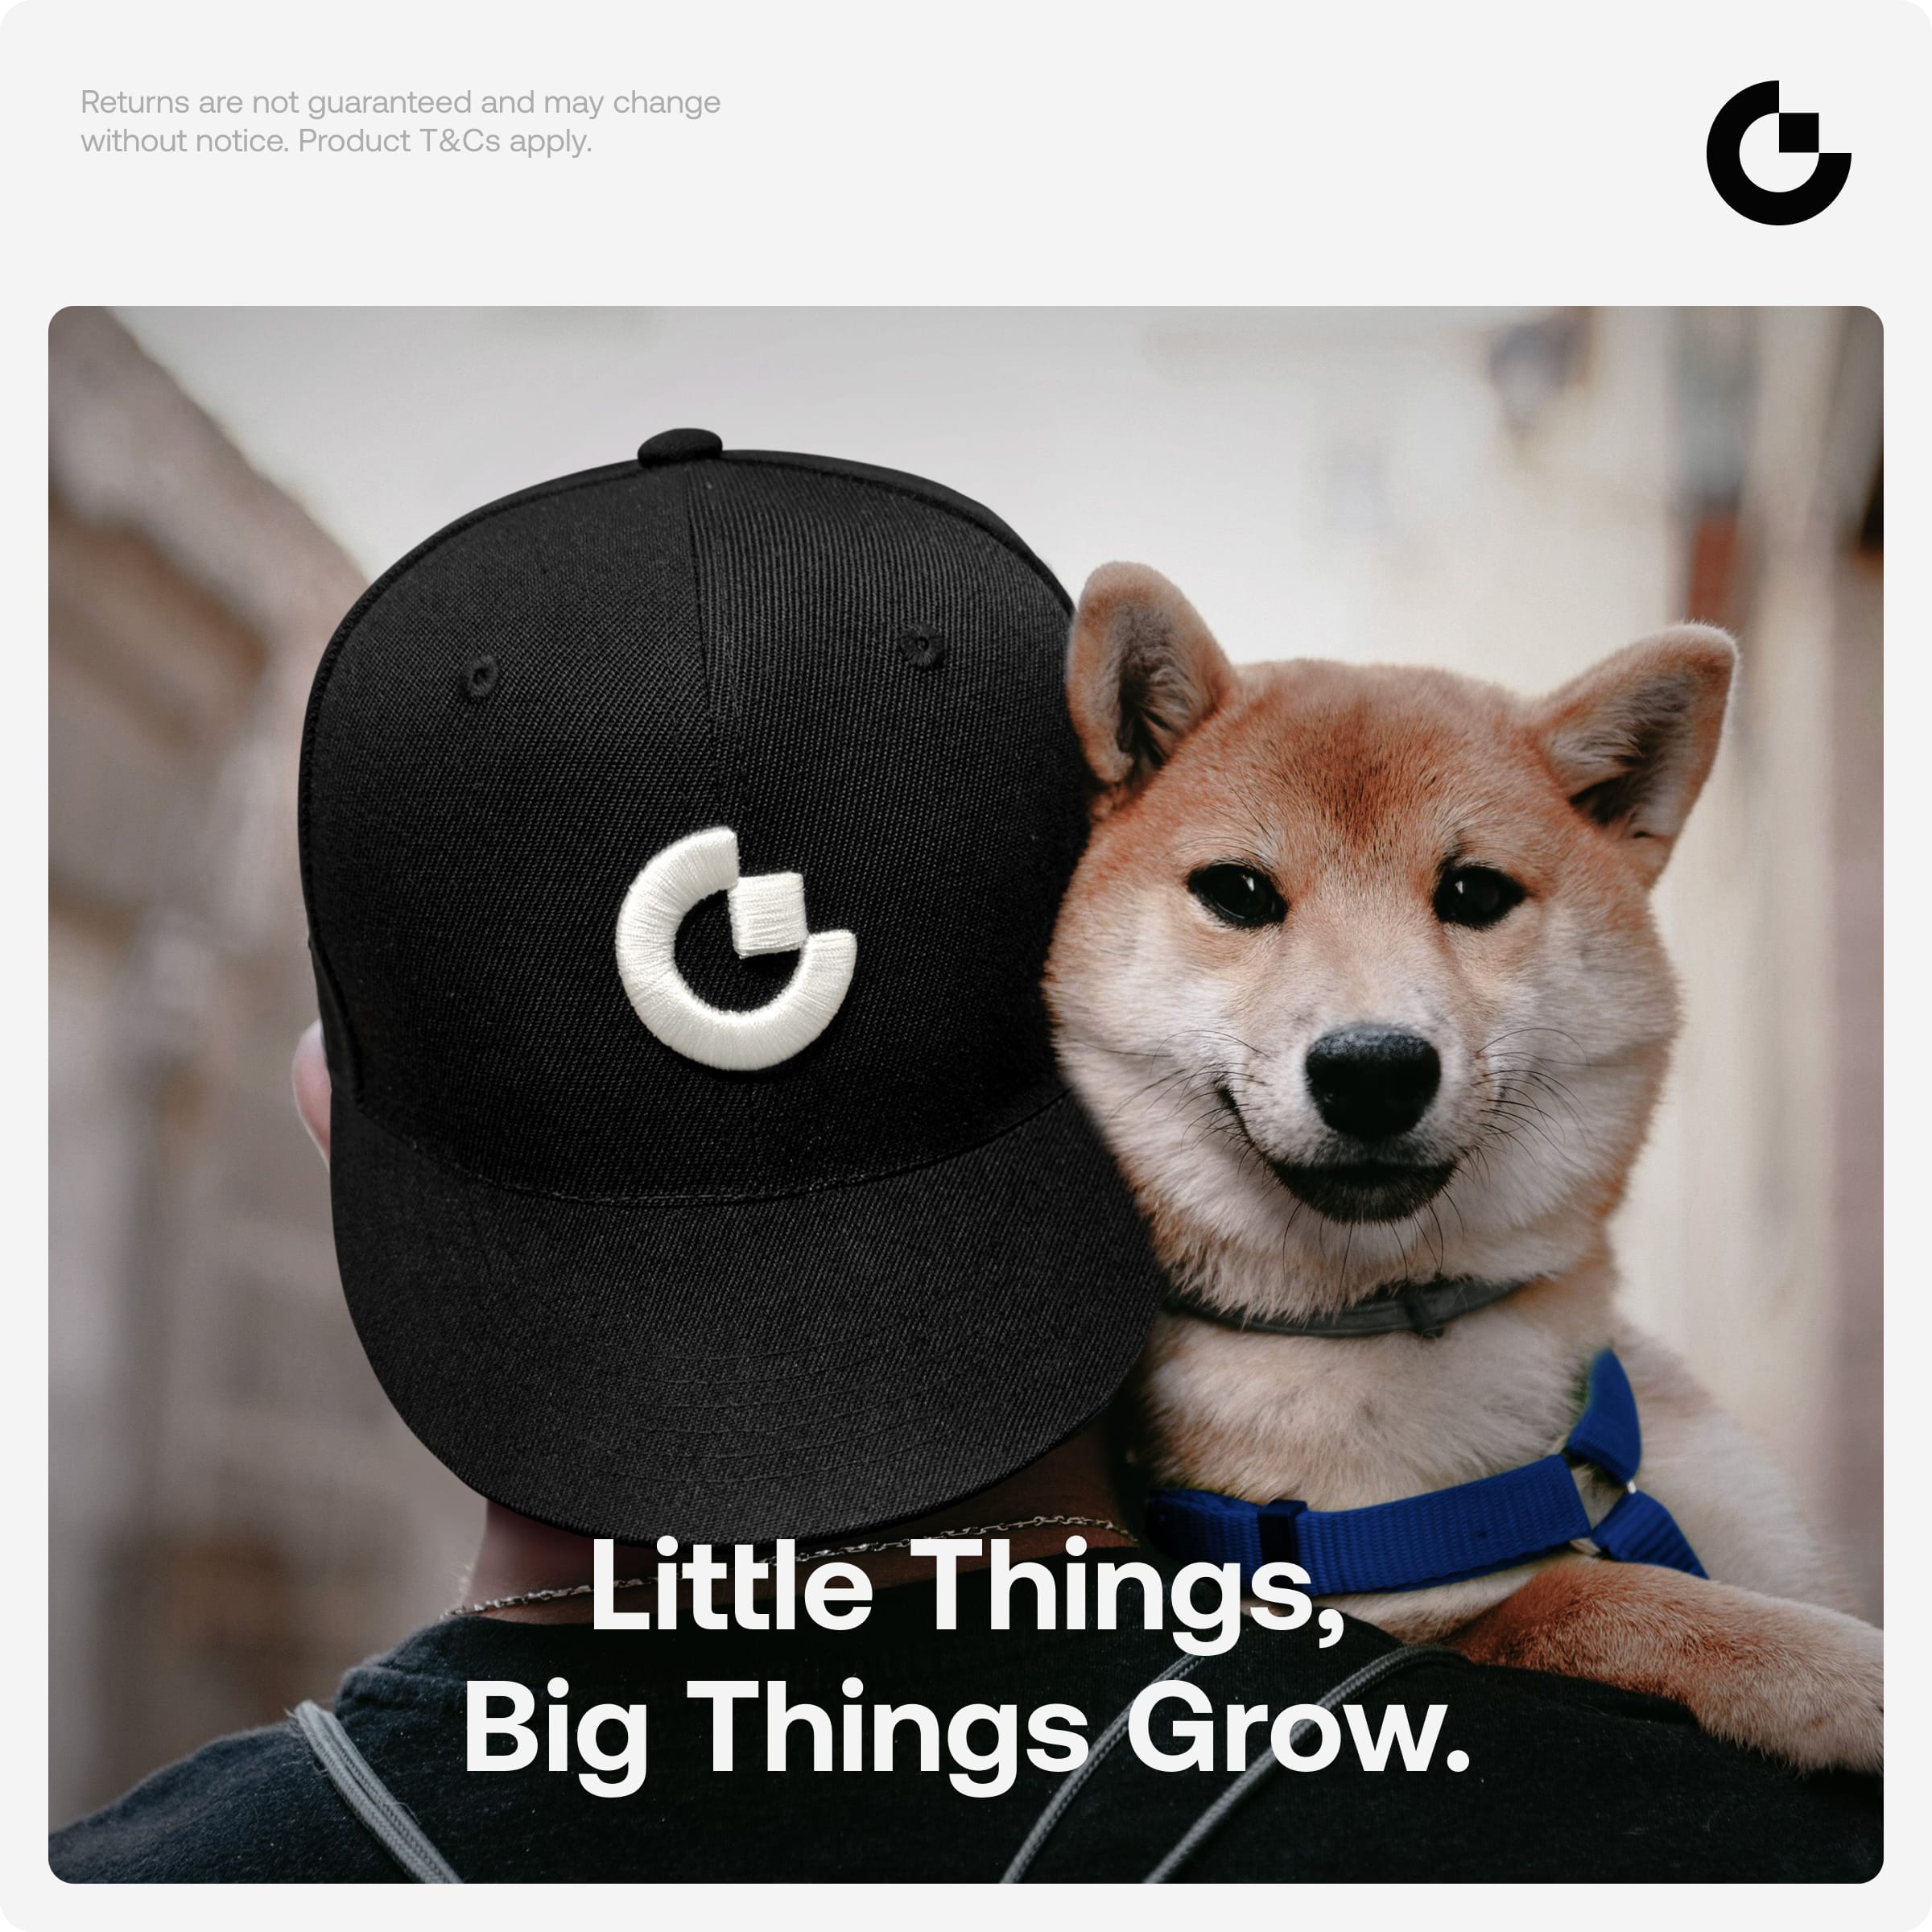 Returns are not guaranteed and may change
without notice. Product T&Cs apply.
Little Things,
Big Things Grow.